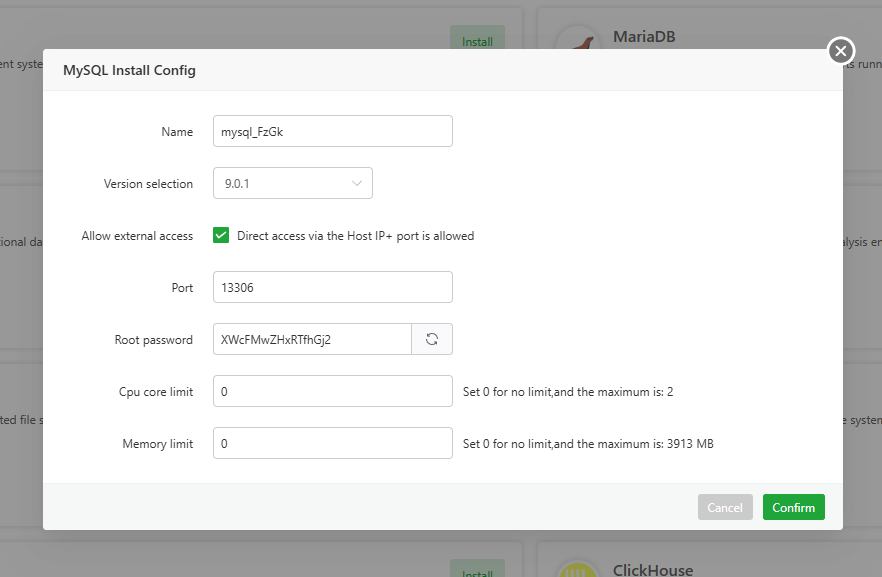 Install
MariaDB
ent syste
ts runn
MySQL Install Config
Name
mysql_FzGk
Version selection
9.0.1
Allow external access
Direct access via the Host IP+ port is allowed
ional da
alysis en
Port
13306
Root password
XWcFMwZHxRTfhGj2
Cpu core limit
0
Set 0 for no limit,and the maximum is: 2
ted file s
e system
Memory limit
0
Set 0 for no limit,and the maximum is: 3913 MB
Cancel
Confirm
Install
ClickHouse